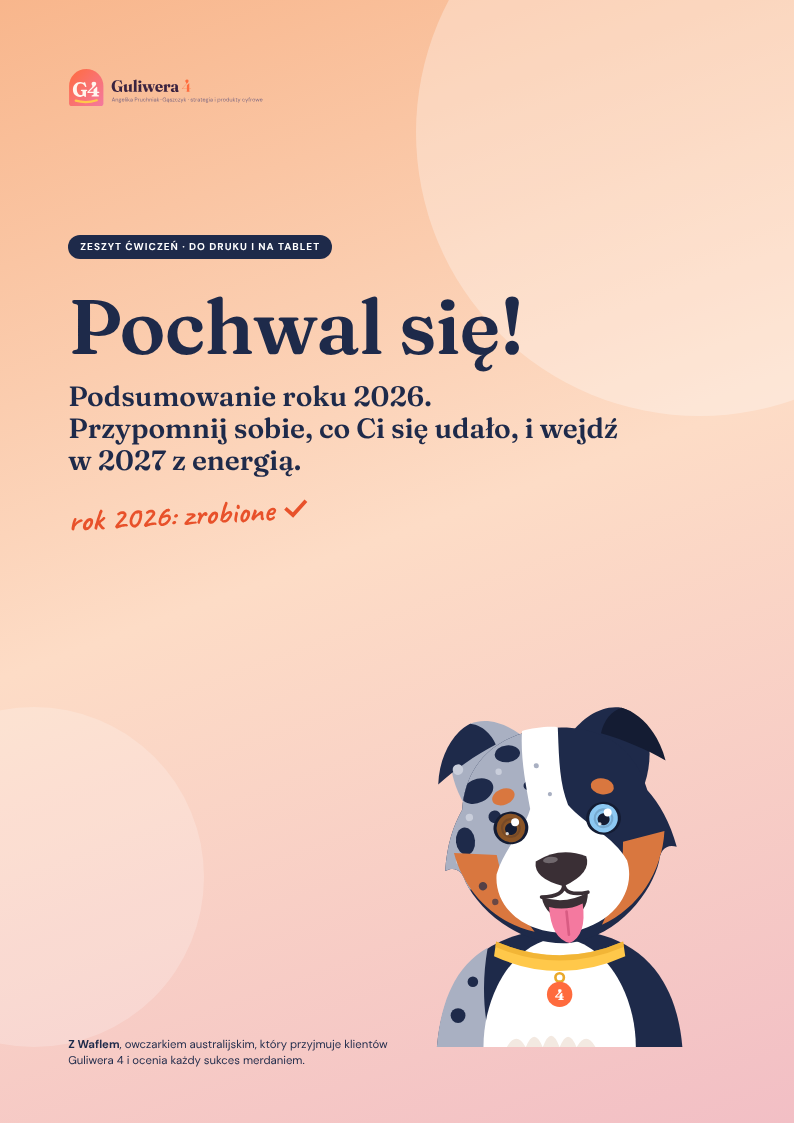 G4 Guliwera 4
Angelika Pruchniak-Gąszczyk · strategia i produkty cyfrowe
ZESZYT ĆWICZEŃ · DO DRUKU I NA TABLET
Pochwal się!
Podsumowanie roku 2026.
Przypomnij sobie, co Ci się udało, i wejdź
w 2027 z energią.
rok 2026: zrobione ✓
4
Z Waflem, owczarkiem australijskim, który przyjmuje klientów
Guliwera 4 i ocenia każdy sukces merdaniem.